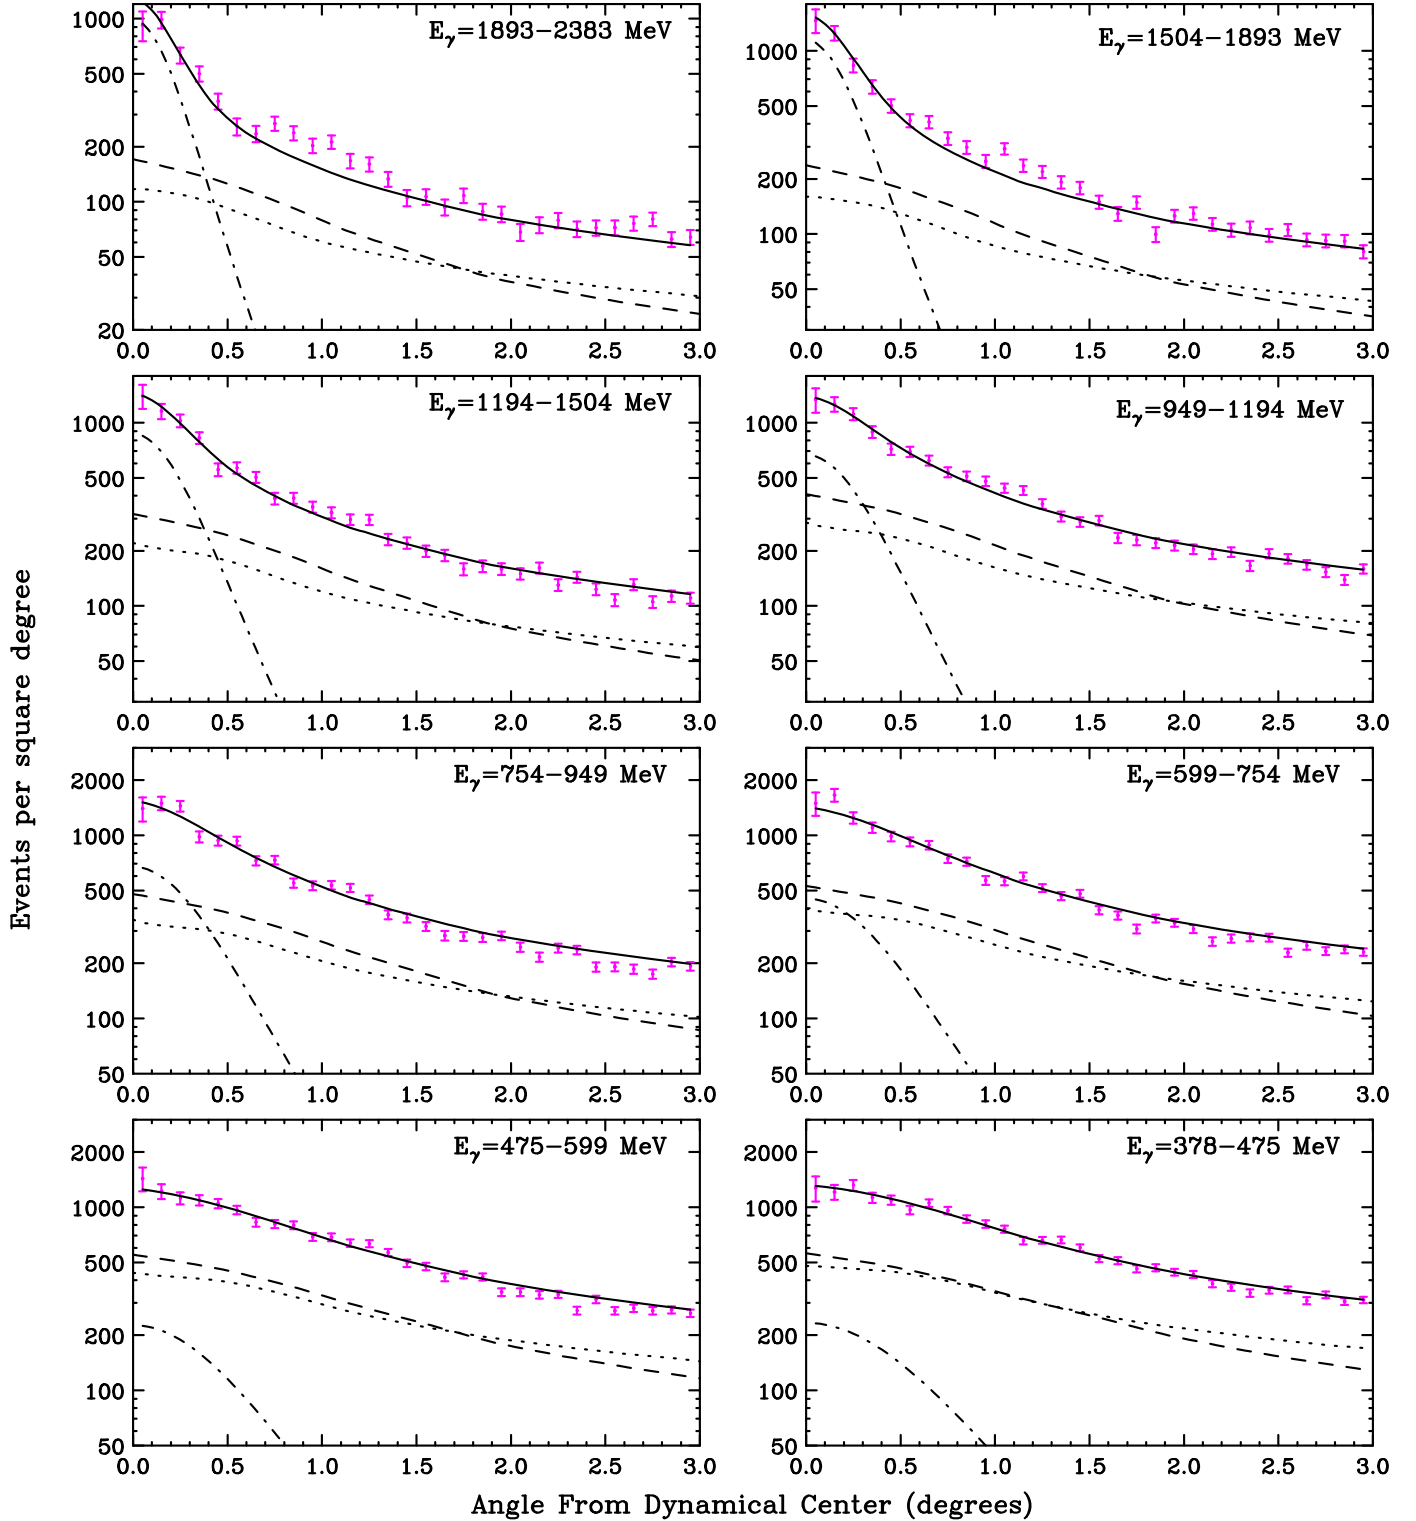 E_γ=1893−2383 MeV
1000
500
200
100
50
20
0.0 0.5 1.0 1.5 2.0 2.5 3.0
E_γ=1504−1893 MeV
1000
500
200
100
50
0.0 0.5 1.0 1.5 2.0 2.5 3.0
E_γ=1194−1504 MeV
1000
500
200
100
50
0.0 0.5 1.0 1.5 2.0 2.5 3.0
E_γ=949−1194 MeV
1000
500
200
100
50
0.0 0.5 1.0 1.5 2.0 2.5 3.0
E_γ=754−949 MeV
2000
1000
500
200
100
50
0.0 0.5 1.0 1.5 2.0 2.5 3.0
E_γ=599−754 MeV
2000
1000
500
200
100
50
0.0 0.5 1.0 1.5 2.0 2.5 3.0
E_γ=475−599 MeV
2000
1000
500
200
100
50
0.0 0.5 1.0 1.5 2.0 2.5 3.0
E_γ=378−475 MeV
2000
1000
500
200
100
50
0.0 0.5 1.0 1.5 2.0 2.5 3.0
Events per square degree
Angle From Dynamical Center (degrees)